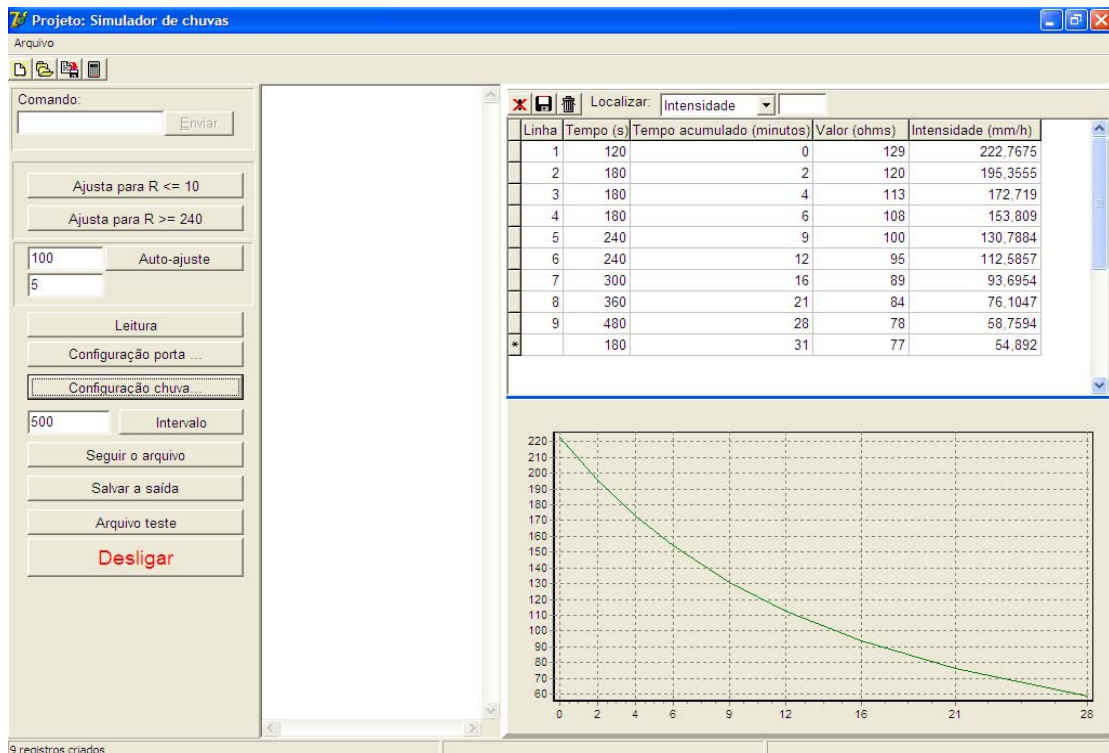 Projeto: Simulador de chuvas
Arquivo
Comando:
Enviar
Ajusta para R <= 10
Ajusta para R >= 240
100 Auto-ajuste
5
Leitura
Configuração porta ...
Configuração chuva...
500 Intervalo
Seguir o arquivo
Salvar a saída
Arquivo teste
Desligar
Localizar: Intensidade
Linha Tempo (s) Tempo acumulado (minutos) Valor (ohms) Intensidade (mm/h)
1 120 0 129 222,7675
2 180 2 120 195,3555
3 180 4 113 172,719
4 180 6 108 153,809
5 240 9 100 130,7884
6 240 12 95 112,5857
7 300 16 89 93,6954
8 360 21 84 76,1047
9 480 28 78 58,7594
* 180 31 77 54,892
220
210
200
190
180
170
160
150
140
130
120
110
100
90
80
70
60
0 2 4 6 9 12 16 21 28
9 registros criados